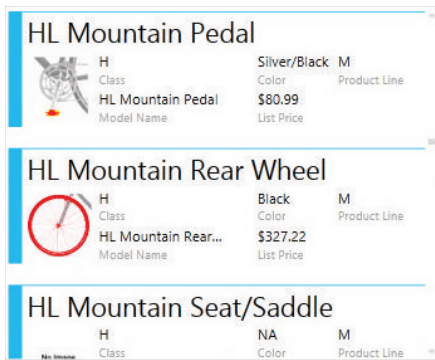 HL Mountain Pedal
H Silver/Black M
Class Color Product Line
HL Mountain Pedal $80.99
Model Name List Price
HL Mountain Rear Wheel
H Black M
Class Color Product Line
HL Mountain Rear... $327.22
Model Name List Price
HL Mountain Seat/Saddle
H NA M
No Image Class Color Product Line